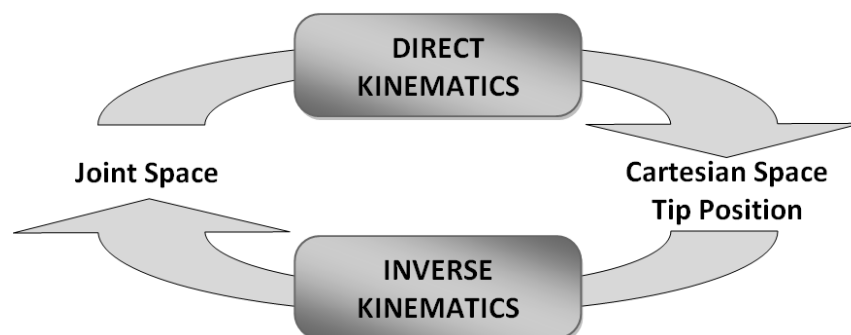 DIRECT
KINEMATICS
Joint Space
Cartesian Space
Tip Position
INVERSE
KINEMATICS